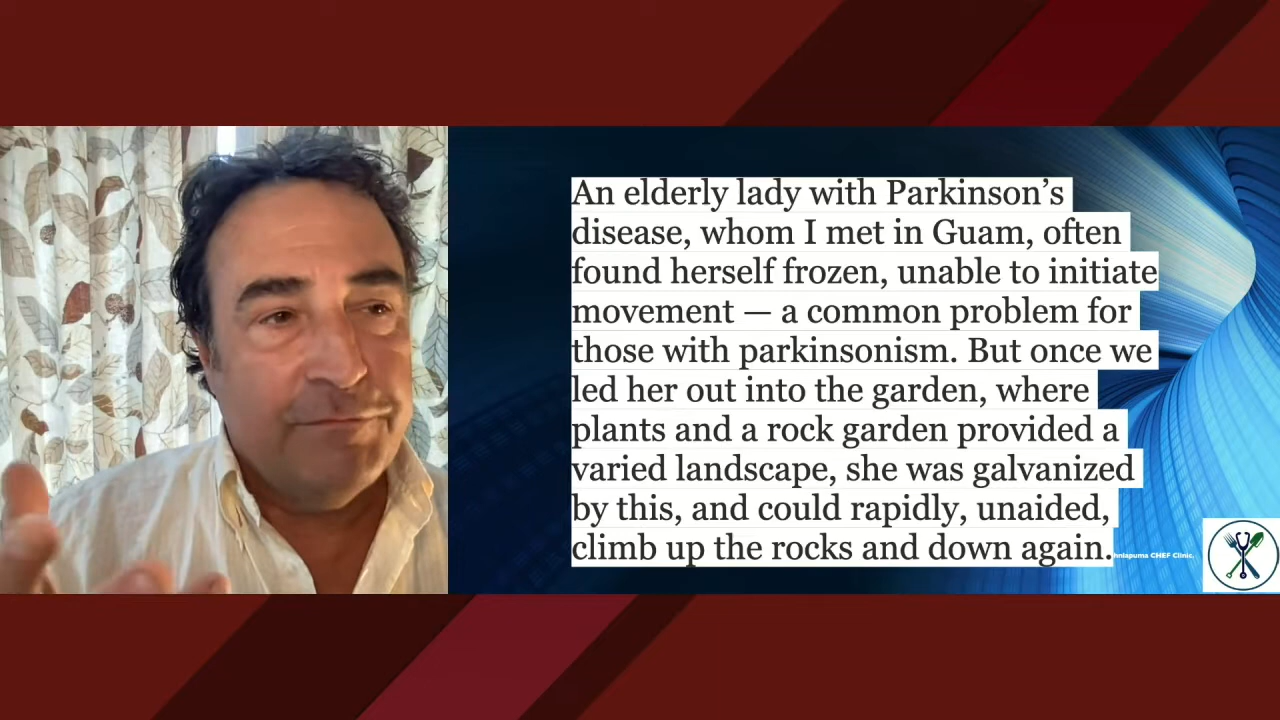 An elderly lady with Parkinson’s
disease, whom I met in Guam, often
found herself frozen, unable to initiate
movement — a common problem for
those with parkinsonism. But once we
led her out into the garden, where
plants and a rock garden provided a
varied landscape, she was galvanized
by this, and could rapidly, unaided,
climb up the rocks and down again.
CHEF Clinic.